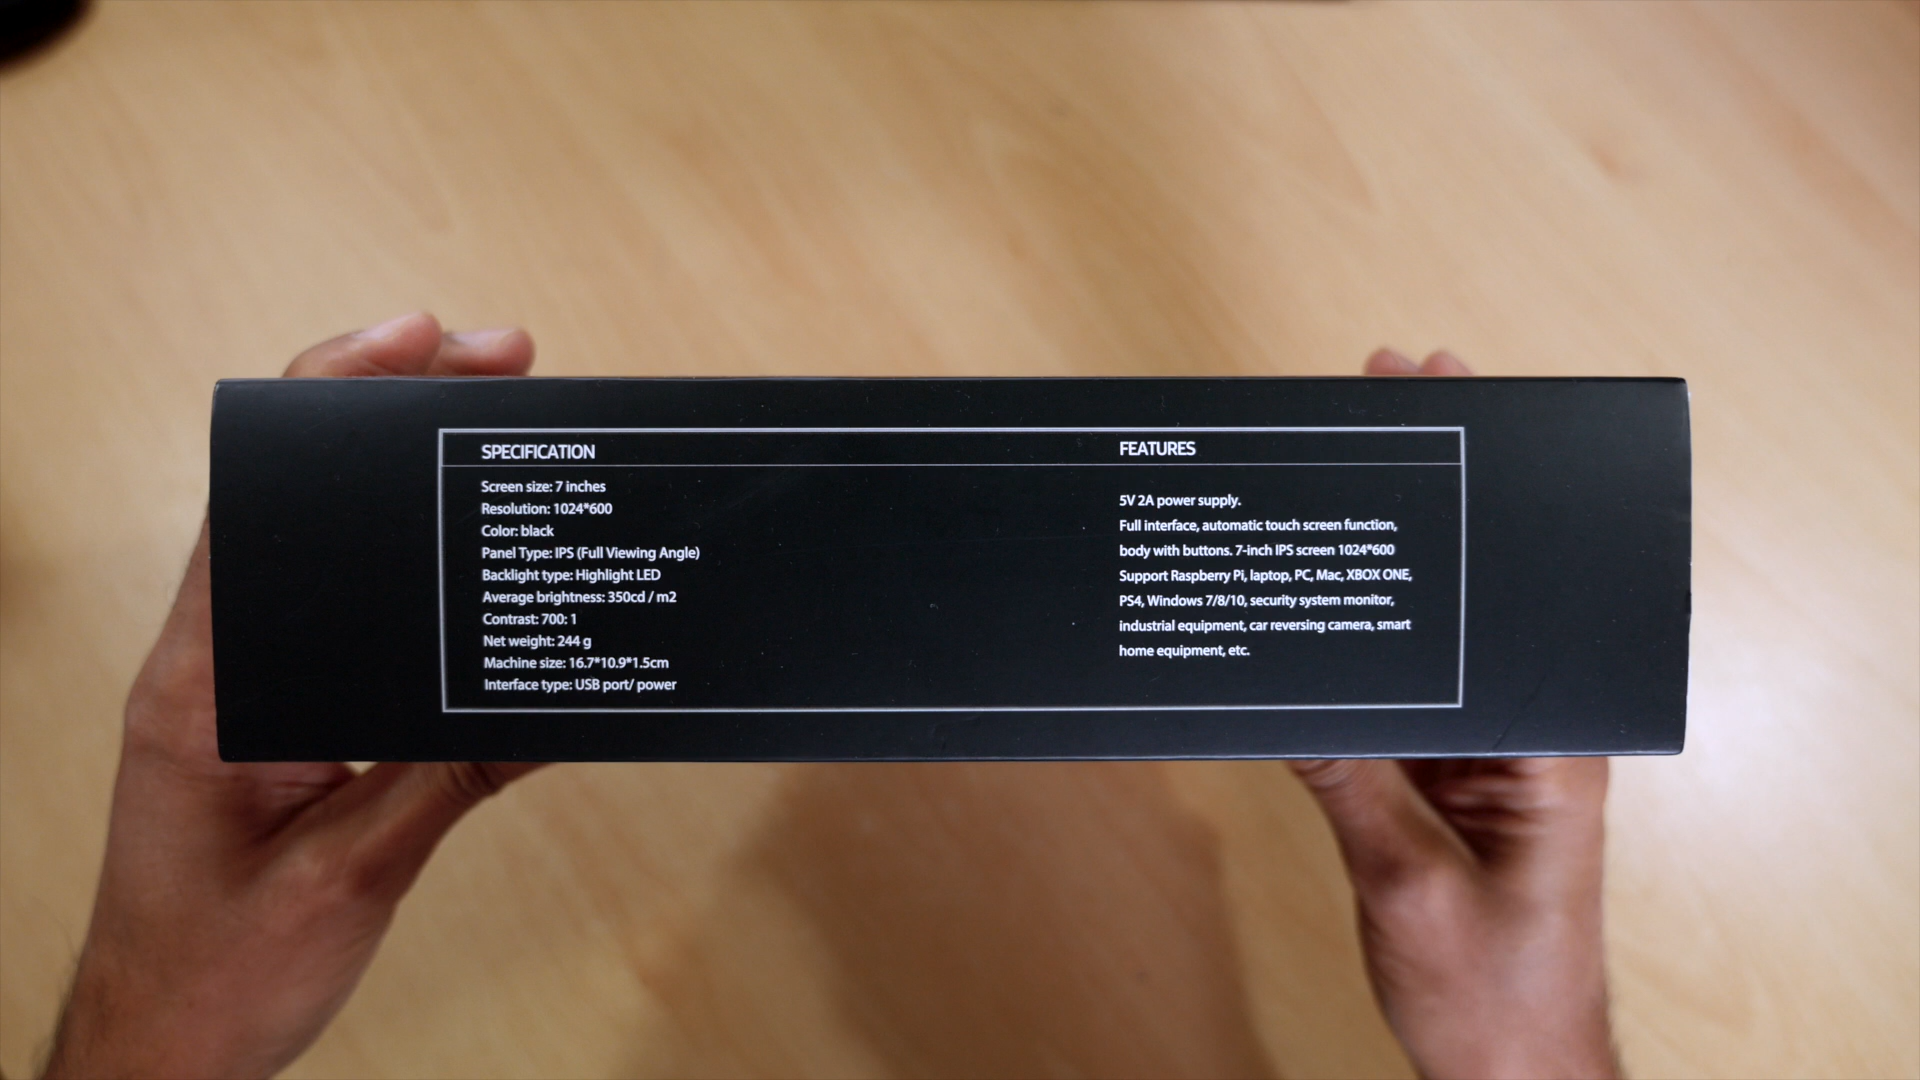 SPECIFICATION
Screen size: 7 inches
Resolution: 1024*600
Color: black
Panel Type: IPS (Full Viewing Angle)
Backlight type: Highlight LED
Average brightness: 350cd / m2
Contrast: 700: 1
Net weight: 244 g
Machine size: 16.7*10.9*1.5cm
Interface type: USB port/ power
FEATURES
5V 2A power supply.
Full interface, automatic touch screen function,
body with buttons. 7-inch IPS screen 1024*600
Support Raspberry Pi, laptop, PC, Mac, XBOX ONE,
PS4, Windows 7/8/10, security system monitor,
industrial equipment, car reversing camera, smart
home equipment, etc.